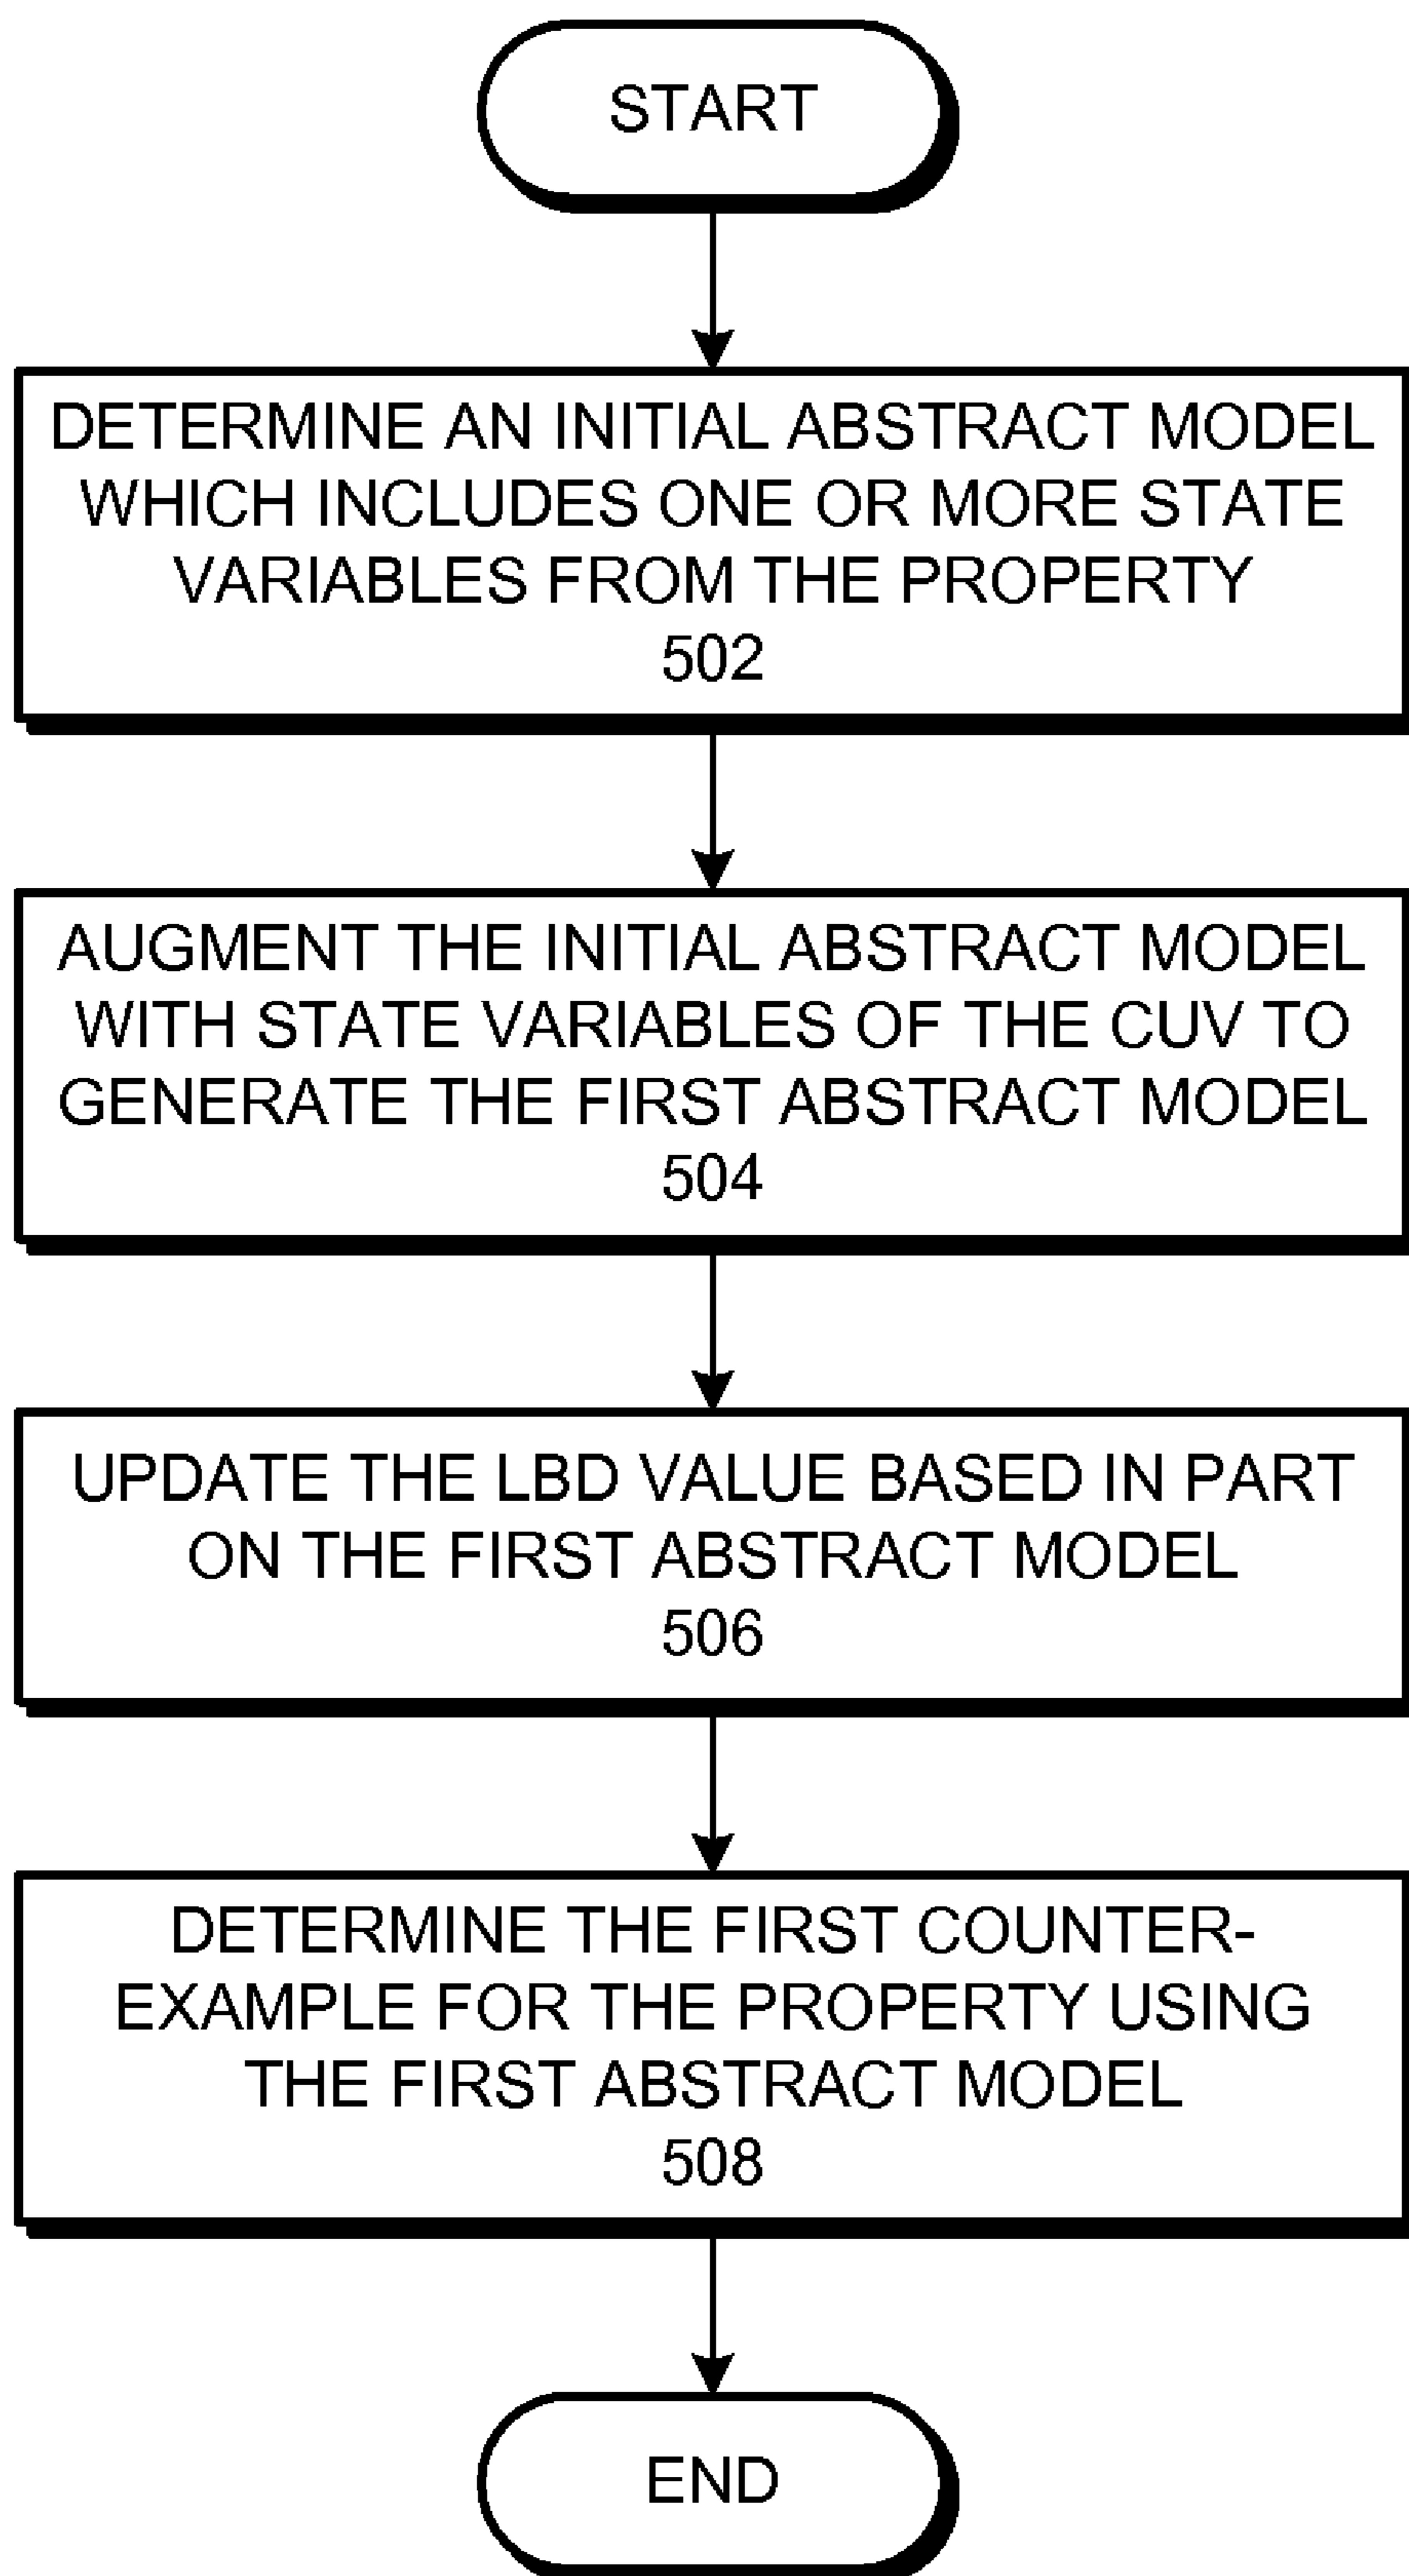 START
DETERMINE AN INITIAL ABSTRACT MODEL
WHICH INCLUDES ONE OR MORE STATE
VARIABLES FROM THE PROPERTY
502
AUGMENT THE INITIAL ABSTRACT MODEL
WITH STATE VARIABLES OF THE CUV TO
GENERATE THE FIRST ABSTRACT MODEL
504
UPDATE THE LBD VALUE BASED IN PART
ON THE FIRST ABSTRACT MODEL
506
DETERMINE THE FIRST COUNTER-
EXAMPLE FOR THE PROPERTY USING
THE FIRST ABSTRACT MODEL
508
END